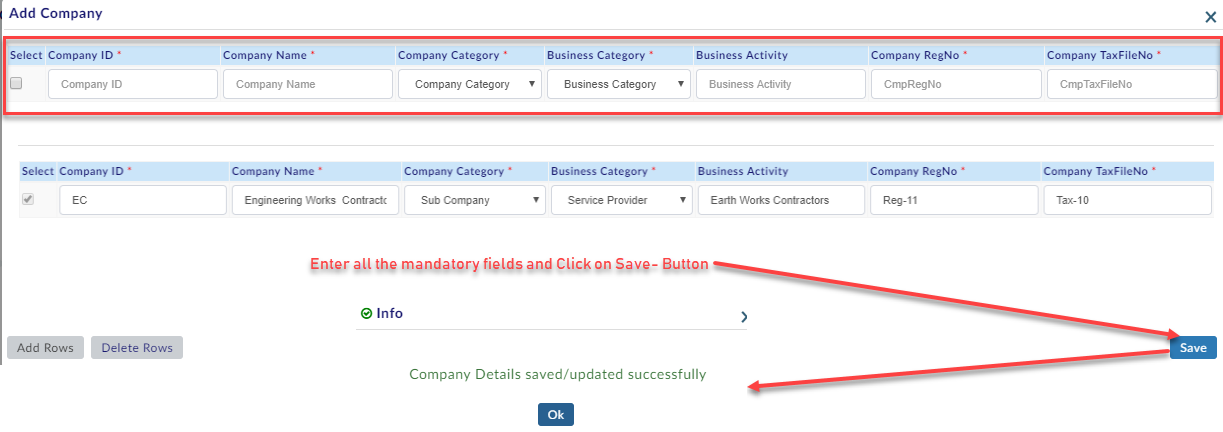 Add Company
Select Company ID * Company Name * Company Category * Business Category * Business Activity Company RegNo * Company TaxFileNo *
Company ID Company Name Company Category Business Category Business Activity CmpRegNo CmpTaxFileNo
Select Company ID * Company Name * Company Category * Business Category * Business Activity Company RegNo * Company TaxFileNo *
EC Engineering Works Contracto Sub Company Service Provider Earth Works Contractors Reg-11 Tax-10
Enter all the mandatory fields and Click on Save- Button
Info
Add Rows Delete Rows Save
Company Details saved/updated successfully
Ok